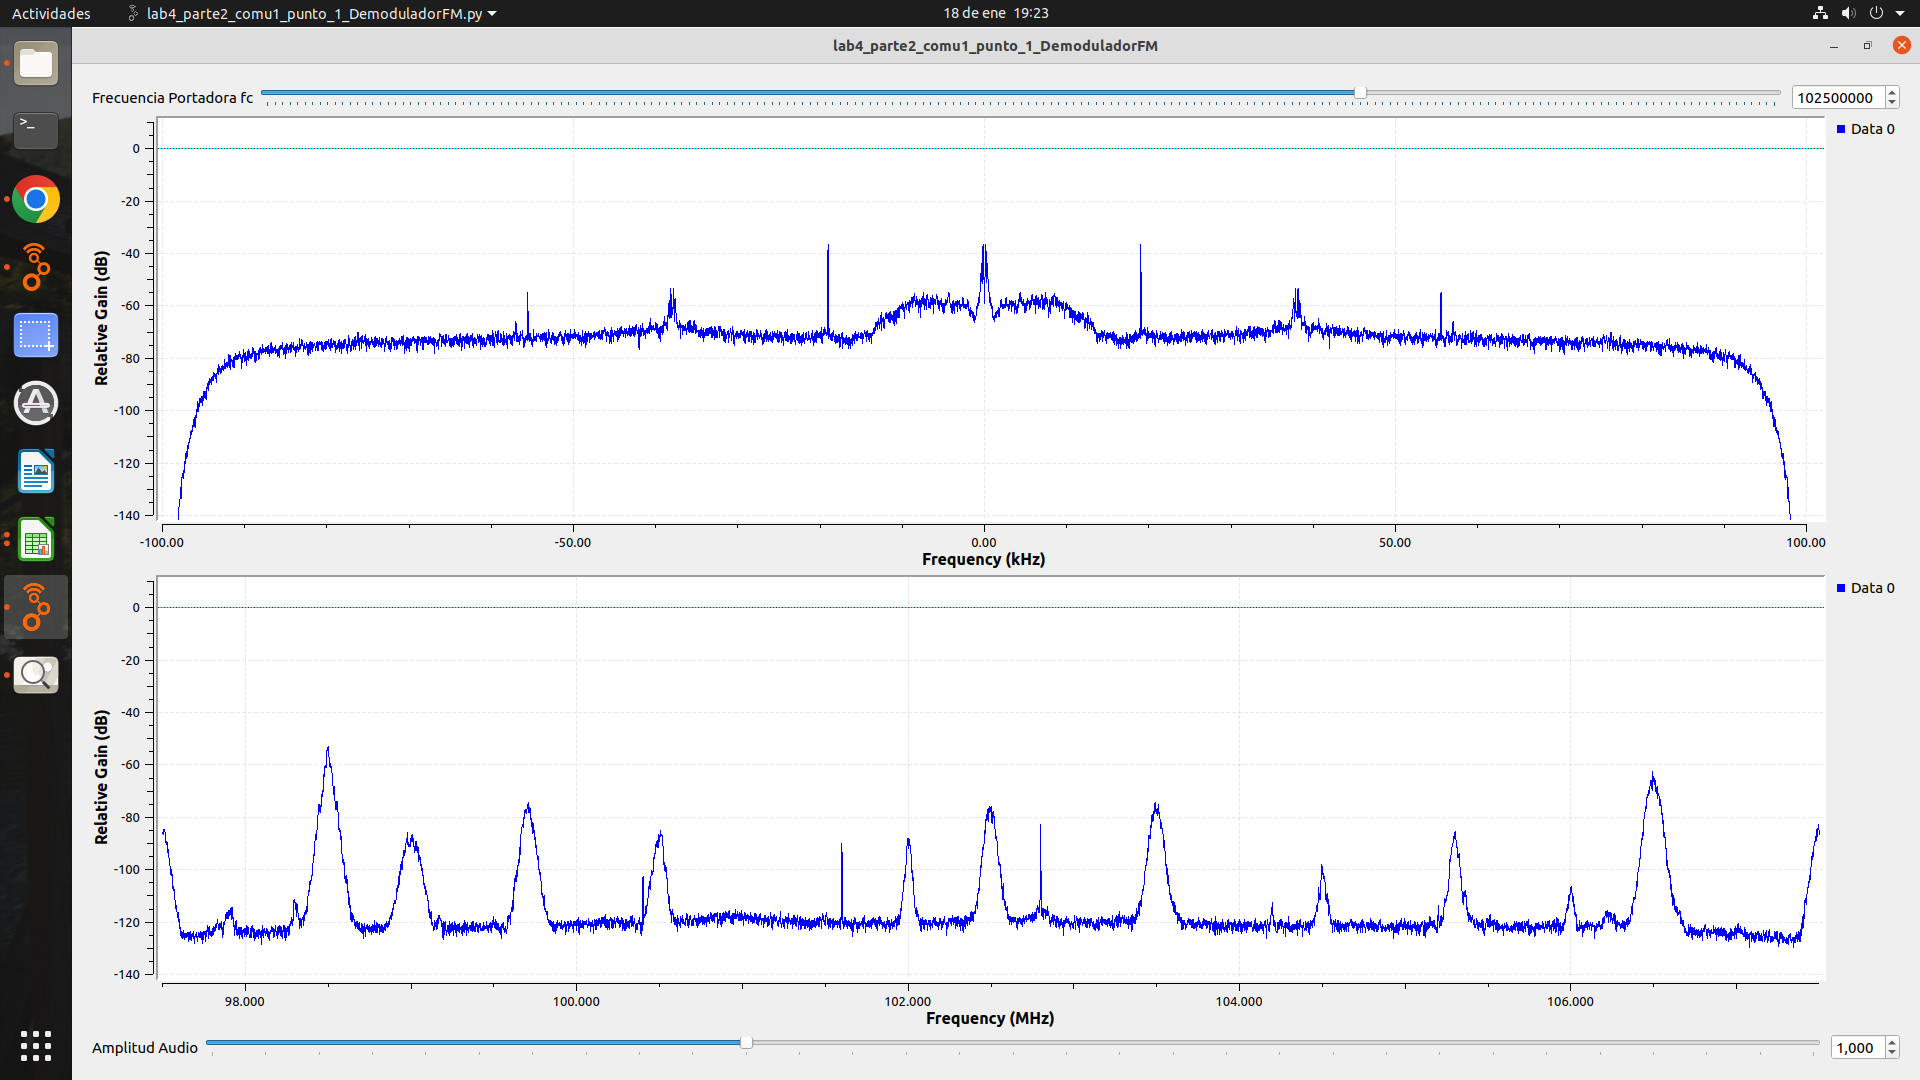 Actividades lab4_parte2_comu1_punto_1_DemoduladorFM.py 18 de ene 19:23
lab4_parte2_comu1_punto_1_DemoduladorFM
Frecuencia Portadora fc 102500000
Data 0
0
-20
-40
-60
-80
-100
-120
-140
Relative Gain (dB)
-100.00 -50.00 0.00 50.00 100.00
Frequency (kHz)
Data 0
0
-20
-40
-60
-80
-100
-120
-140
Relative Gain (dB)
98.000 100.000 102.000 104.000 106.000
Frequency (MHz)
Amplitud Audio 1,000